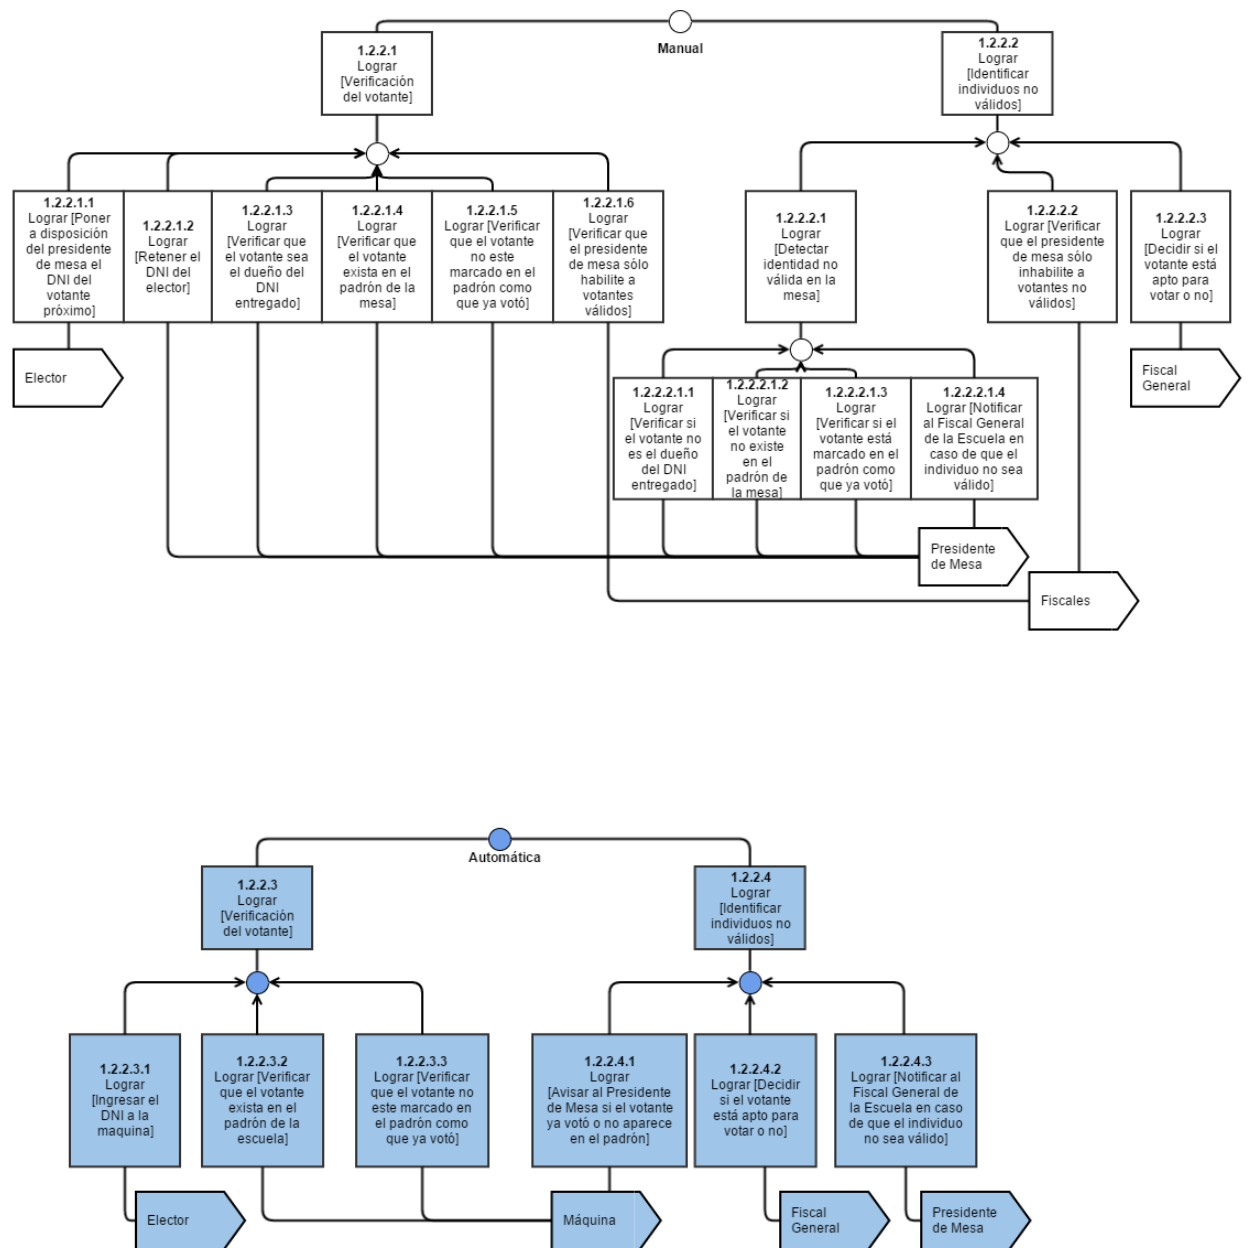 Manual
1.2.2.1
Lograr
[Verificación
del votante]
1.2.2.2
Lograr
[Identificar
individuos no
válidos]
1.2.2.1.1
Lograr [Poner
a disposición
del presidente
de mesa el
DNI del
votante
próximo]
1.2.2.1.2
Lograr
[Retener el
DNI del
elector]
1.2.2.1.3
Lograr
[Verificar que
el votante sea
el dueño del
DNI
entregado]
1.2.2.1.4
Lograr
[Verificar que
el votante
exista en el
padrón de la
mesa]
1.2.2.1.5
Lograr [Verificar
que el votante
no este
marcado en el
padrón como
que ya votó]
1.2.2.1.6
Lograr
[Verificar que
el presidente
de mesa sólo
habilite a
votantes
válidos]
1.2.2.2.1
Lograr
[Detectar
identidad no
válida en la
mesa]
1.2.2.2.2
Lograr [Verificar
que el presidente
de mesa sólo
inhabilite a
votantes no
válidos]
1.2.2.2.3
Lograr
[Decidir si el
votante está
apto para
votar o no]
Elector
Fiscal
General
1.2.2.2.1.1
Lograr
[Verificar si
el votante no
es el dueño
del DNI
entregado]
1.2.2.2.1.2
Lograr
[Verificar si
el votante
no existe
en el
padrón de
la mesa]
1.2.2.2.1.3
Lograr
[Verificar si el
votante está
marcado en el
padrón como
que ya votó]
1.2.2.2.1.4
Lograr [Notificar
al Fiscal General
de la Escuela en
caso de que el
individuo no sea
válido]
Presidente
de Mesa
Fiscales
Automática
1.2.2.3
Lograr
[Verificación
del votante]
1.2.2.4
Lograr
[Identificar
individuos no
válidos]
1.2.2.3.1
Lograr
[Ingresar el
DNI a la
maquina]
1.2.2.3.2
Lograr [Verificar
que el votante
exista en el
padrón de la
escuela]
1.2.2.3.3
Lograr [Verificar
que el votante no
este marcado en
el padrón como
que ya votó]
1.2.2.4.1
Lograr
[Avisar al Presidente
de Mesa si el votante
ya votó o no aparece
en el padrón]
1.2.2.4.2
Lograr [Decidir
si el votante
está apto para
votar o no]
1.2.2.4.3
Lograr [Notificar al
Fiscal General de
la Escuela en caso
de que el individuo
no sea válido]
Elector
Máquina
Fiscal
General
Presidente
de Mesa